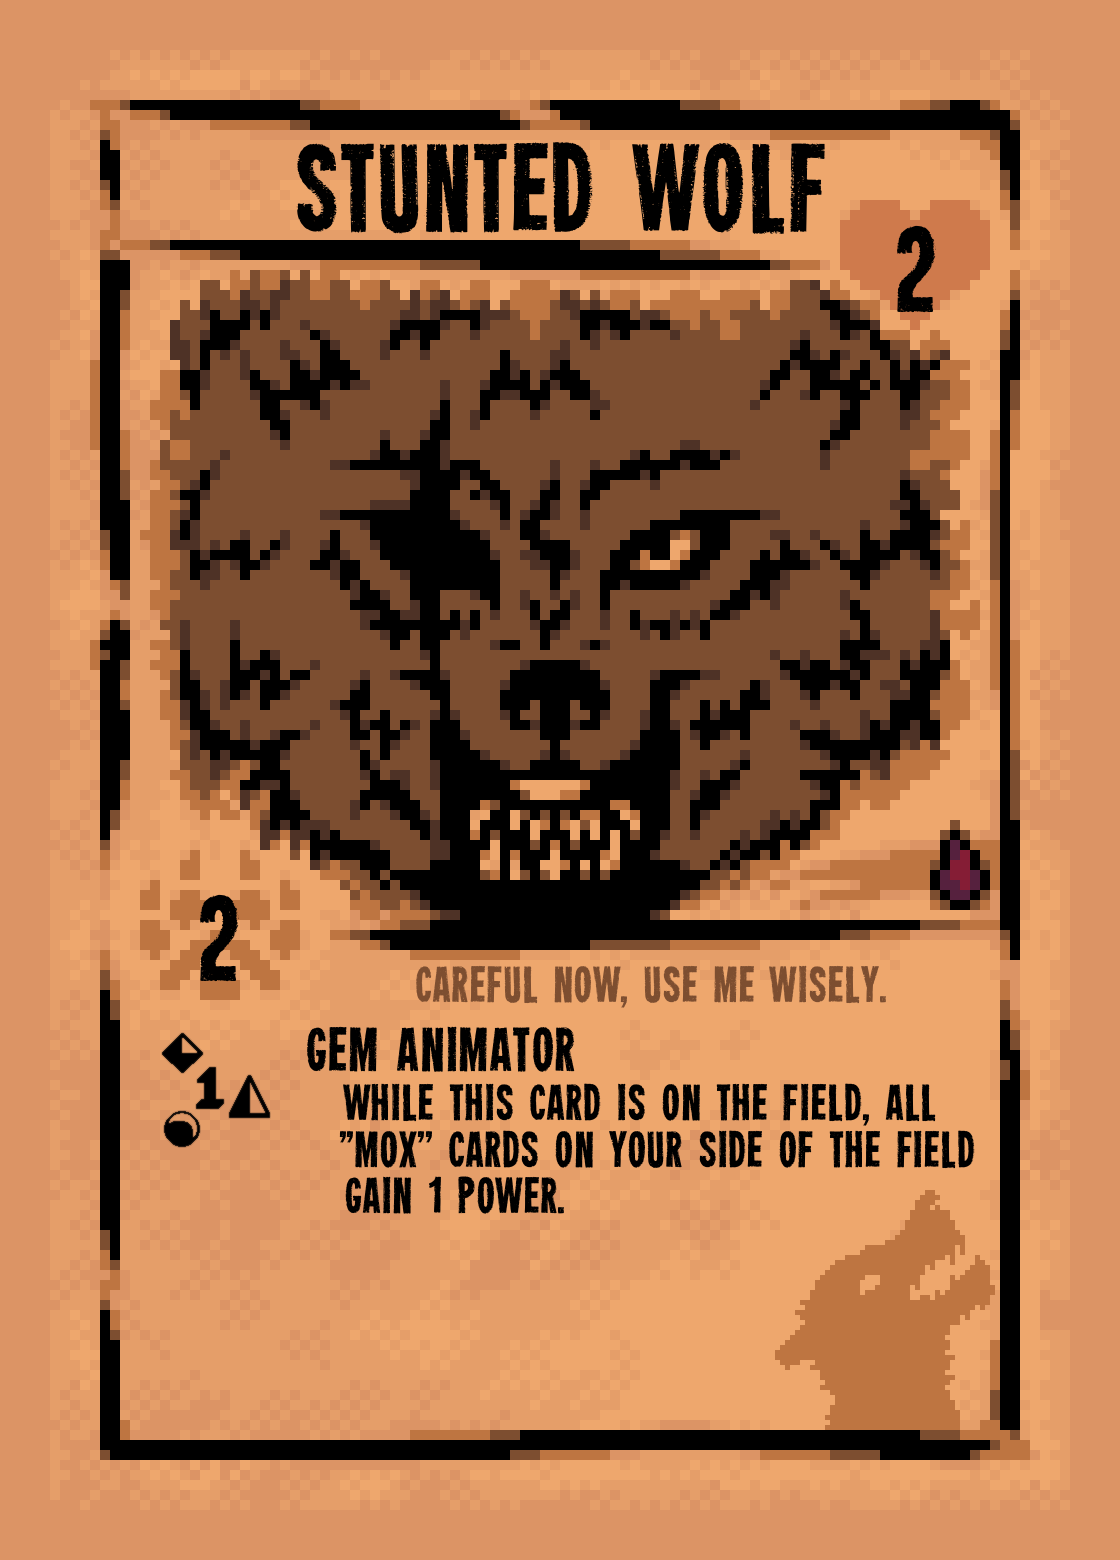 STUNTED WOLF
2
2
CAREFUL NOW, USE ME WISELY.
GEM ANIMATOR
1
WHILE THIS CARD IS ON THE FIELD, ALL
"MOX" CARDS ON YOUR SIDE OF THE FIELD
GAIN 1 POWER.